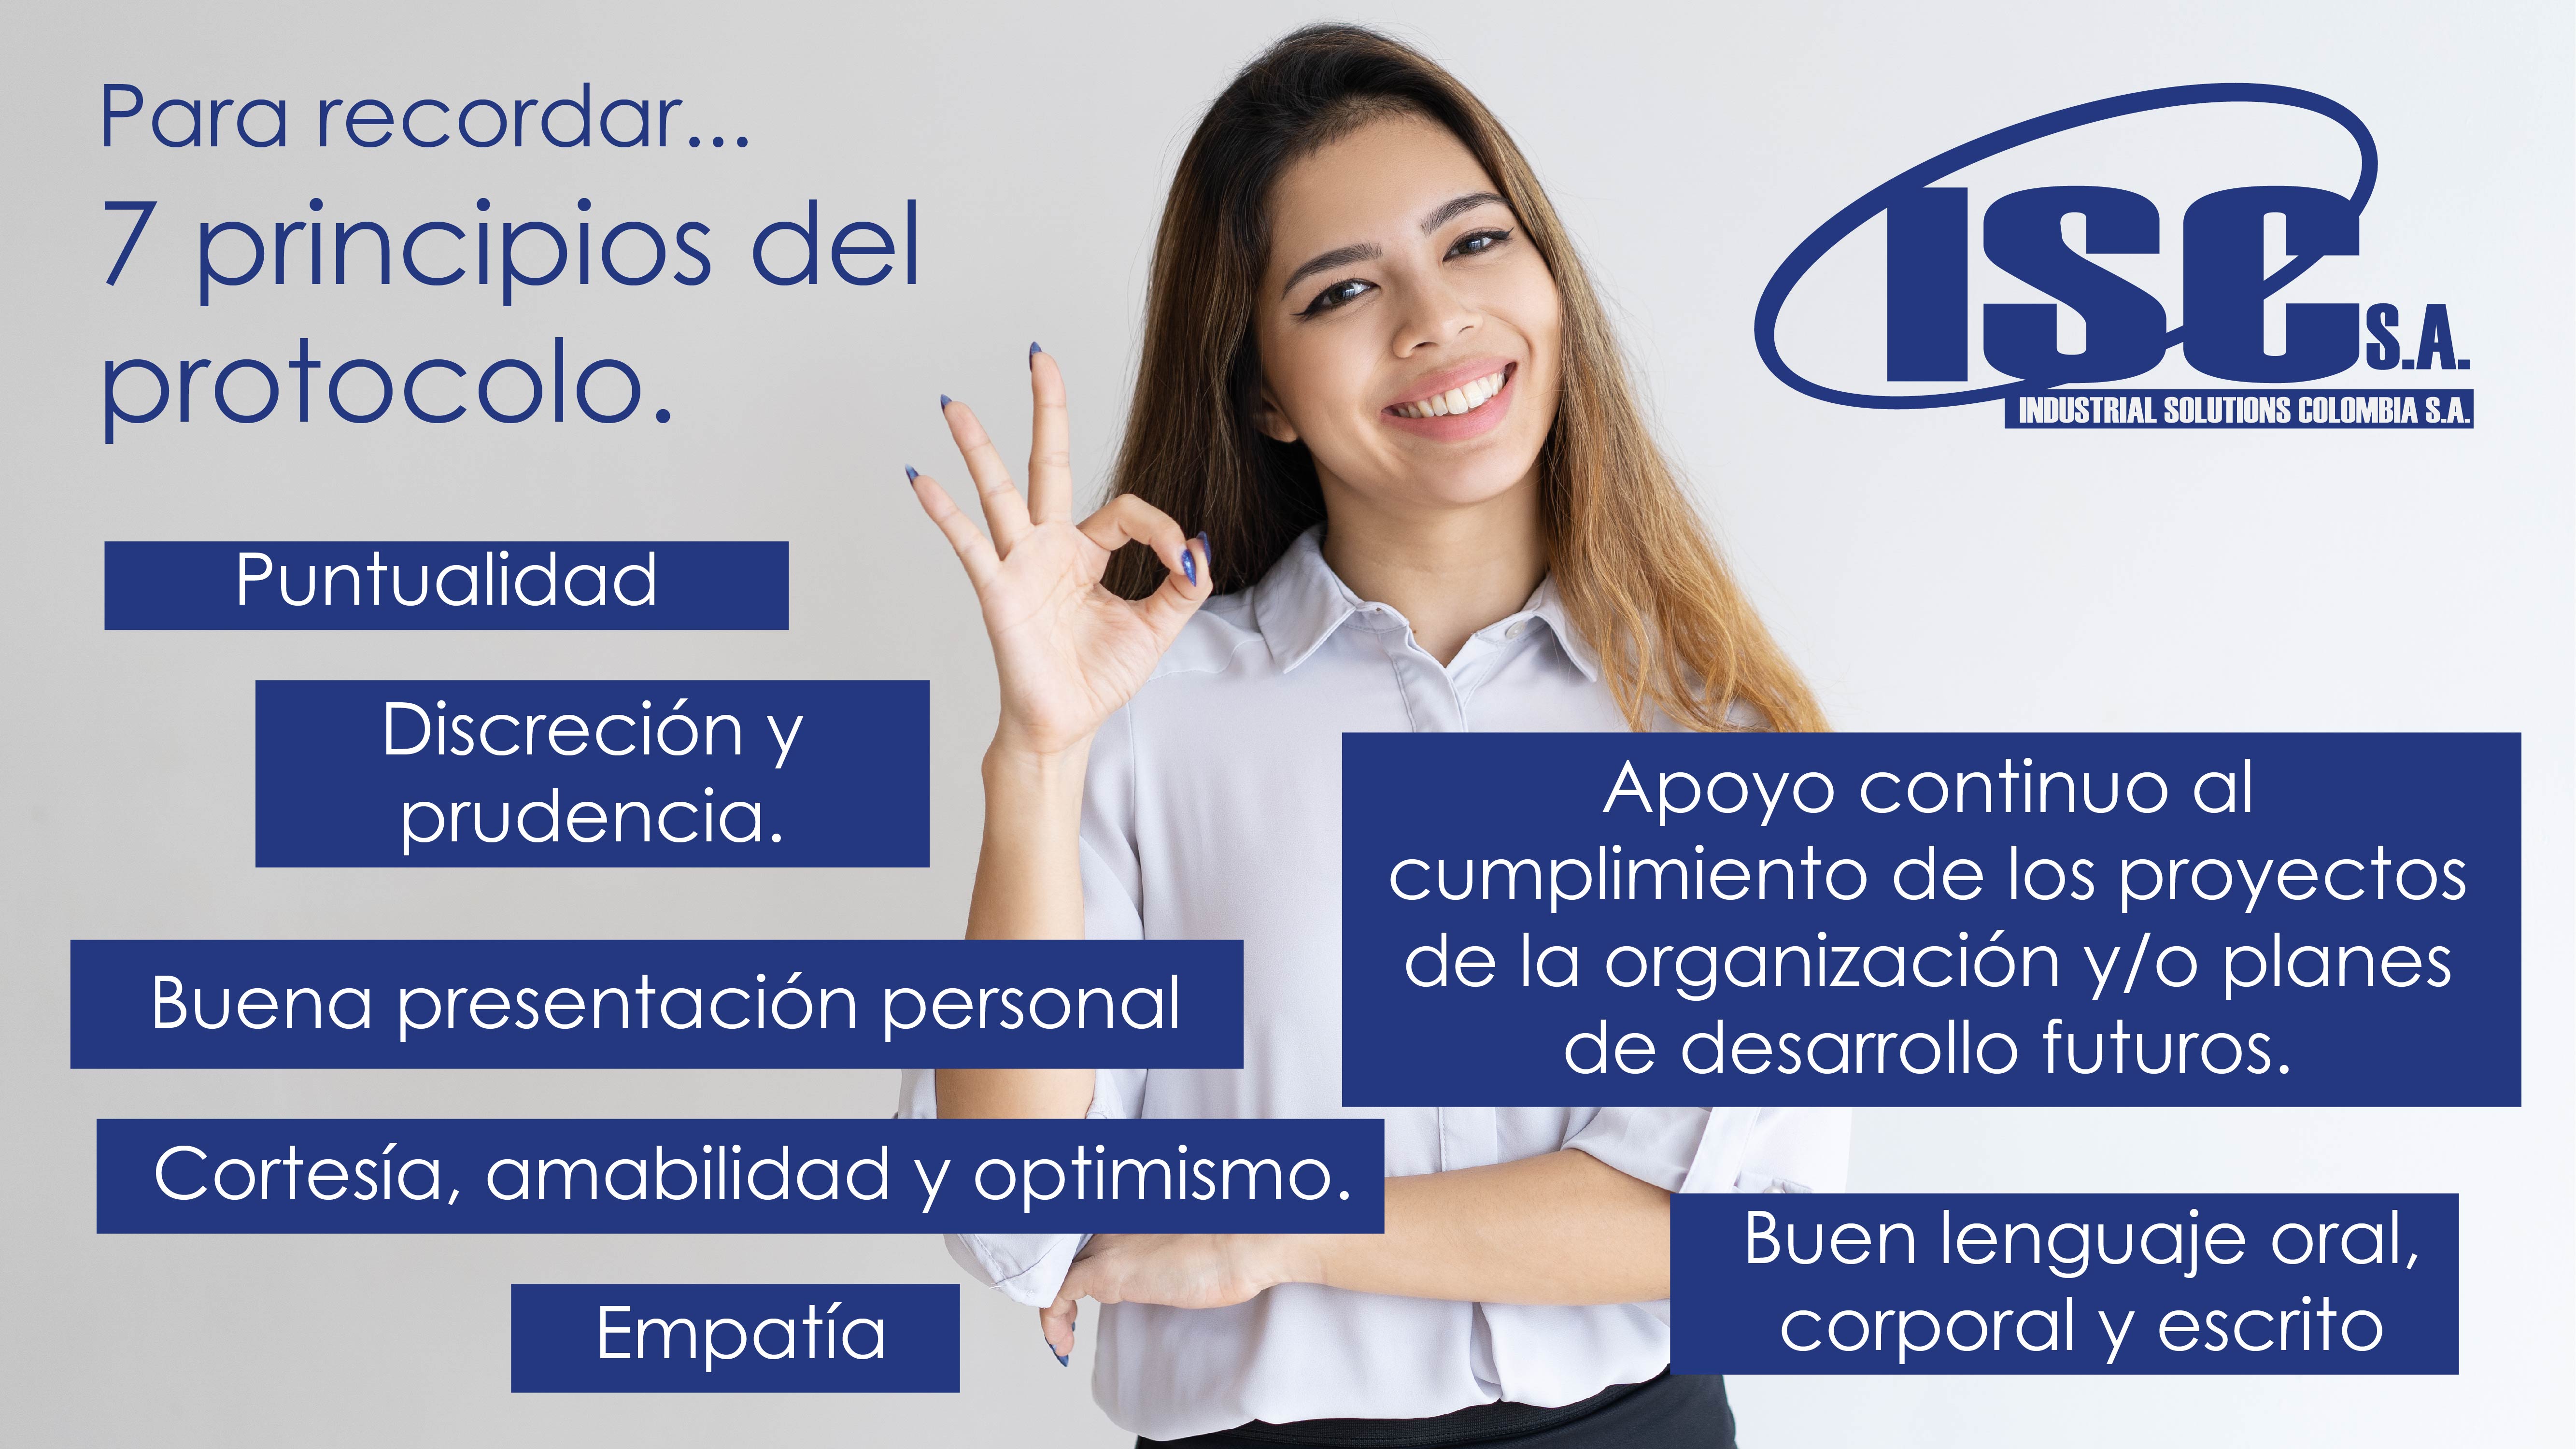 Para recordar...
7 principios del
protocolo.
ISC S.A.
INDUSTRIAL SOLUTIONS COLOMBIA S.A.
Puntualidad
Discreción y
prudencia.
Buena presentación personal
Cortesía, amabilidad y optimismo.
Empatía
Apoyo continuo al
cumplimiento de los proyectos
de la organización y/o planes
de desarrollo futuros.
Buen lenguaje oral,
corporal y escrito